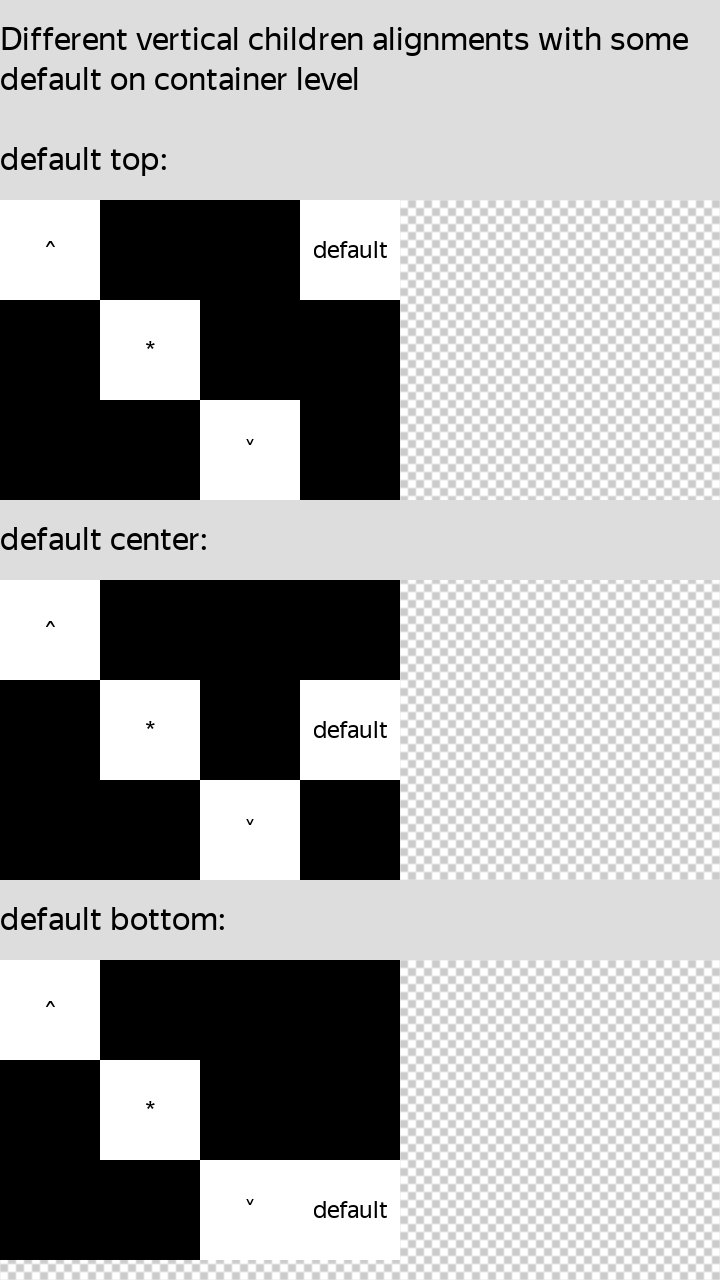 Different vertical children alignments with some
default on container level
default top:
^ default
*
˅
default center:
^
* default
˅
default bottom:
^
*
˅ default